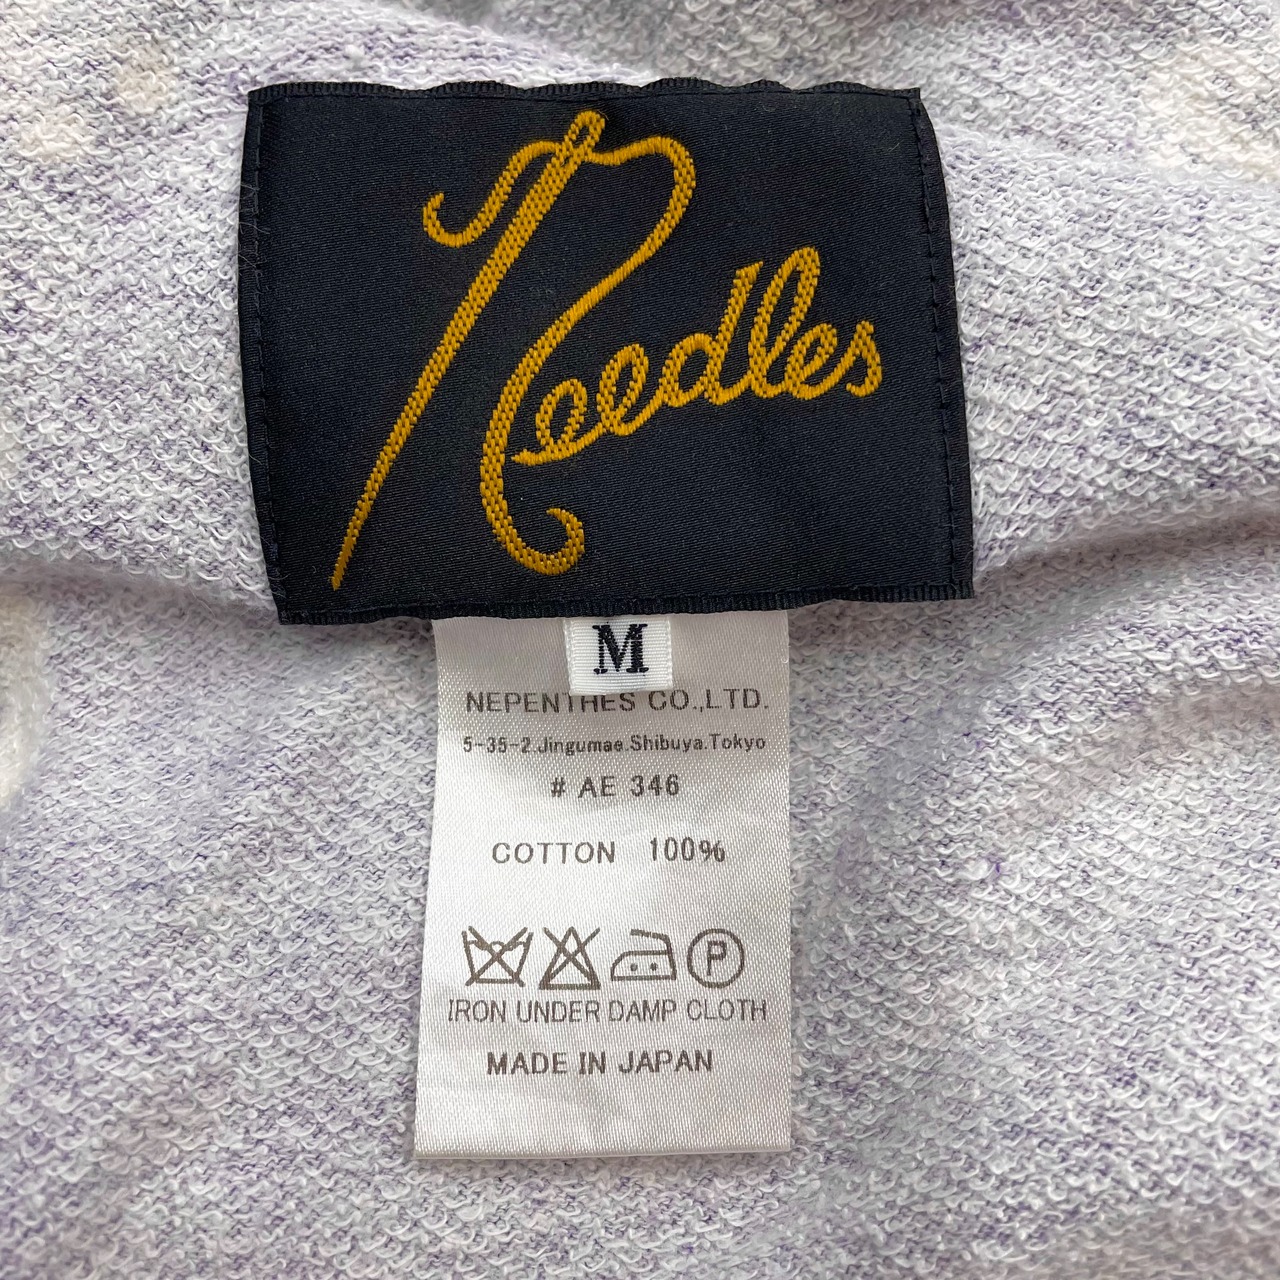 Needles
M
NEPENTHES CO.,LTD.
5-35-2.Jingumae.Shibuya.Tokyo
# AE 346
COTTON 100%
P
IRON UNDER DAMP CLOTH
MADE IN JAPAN